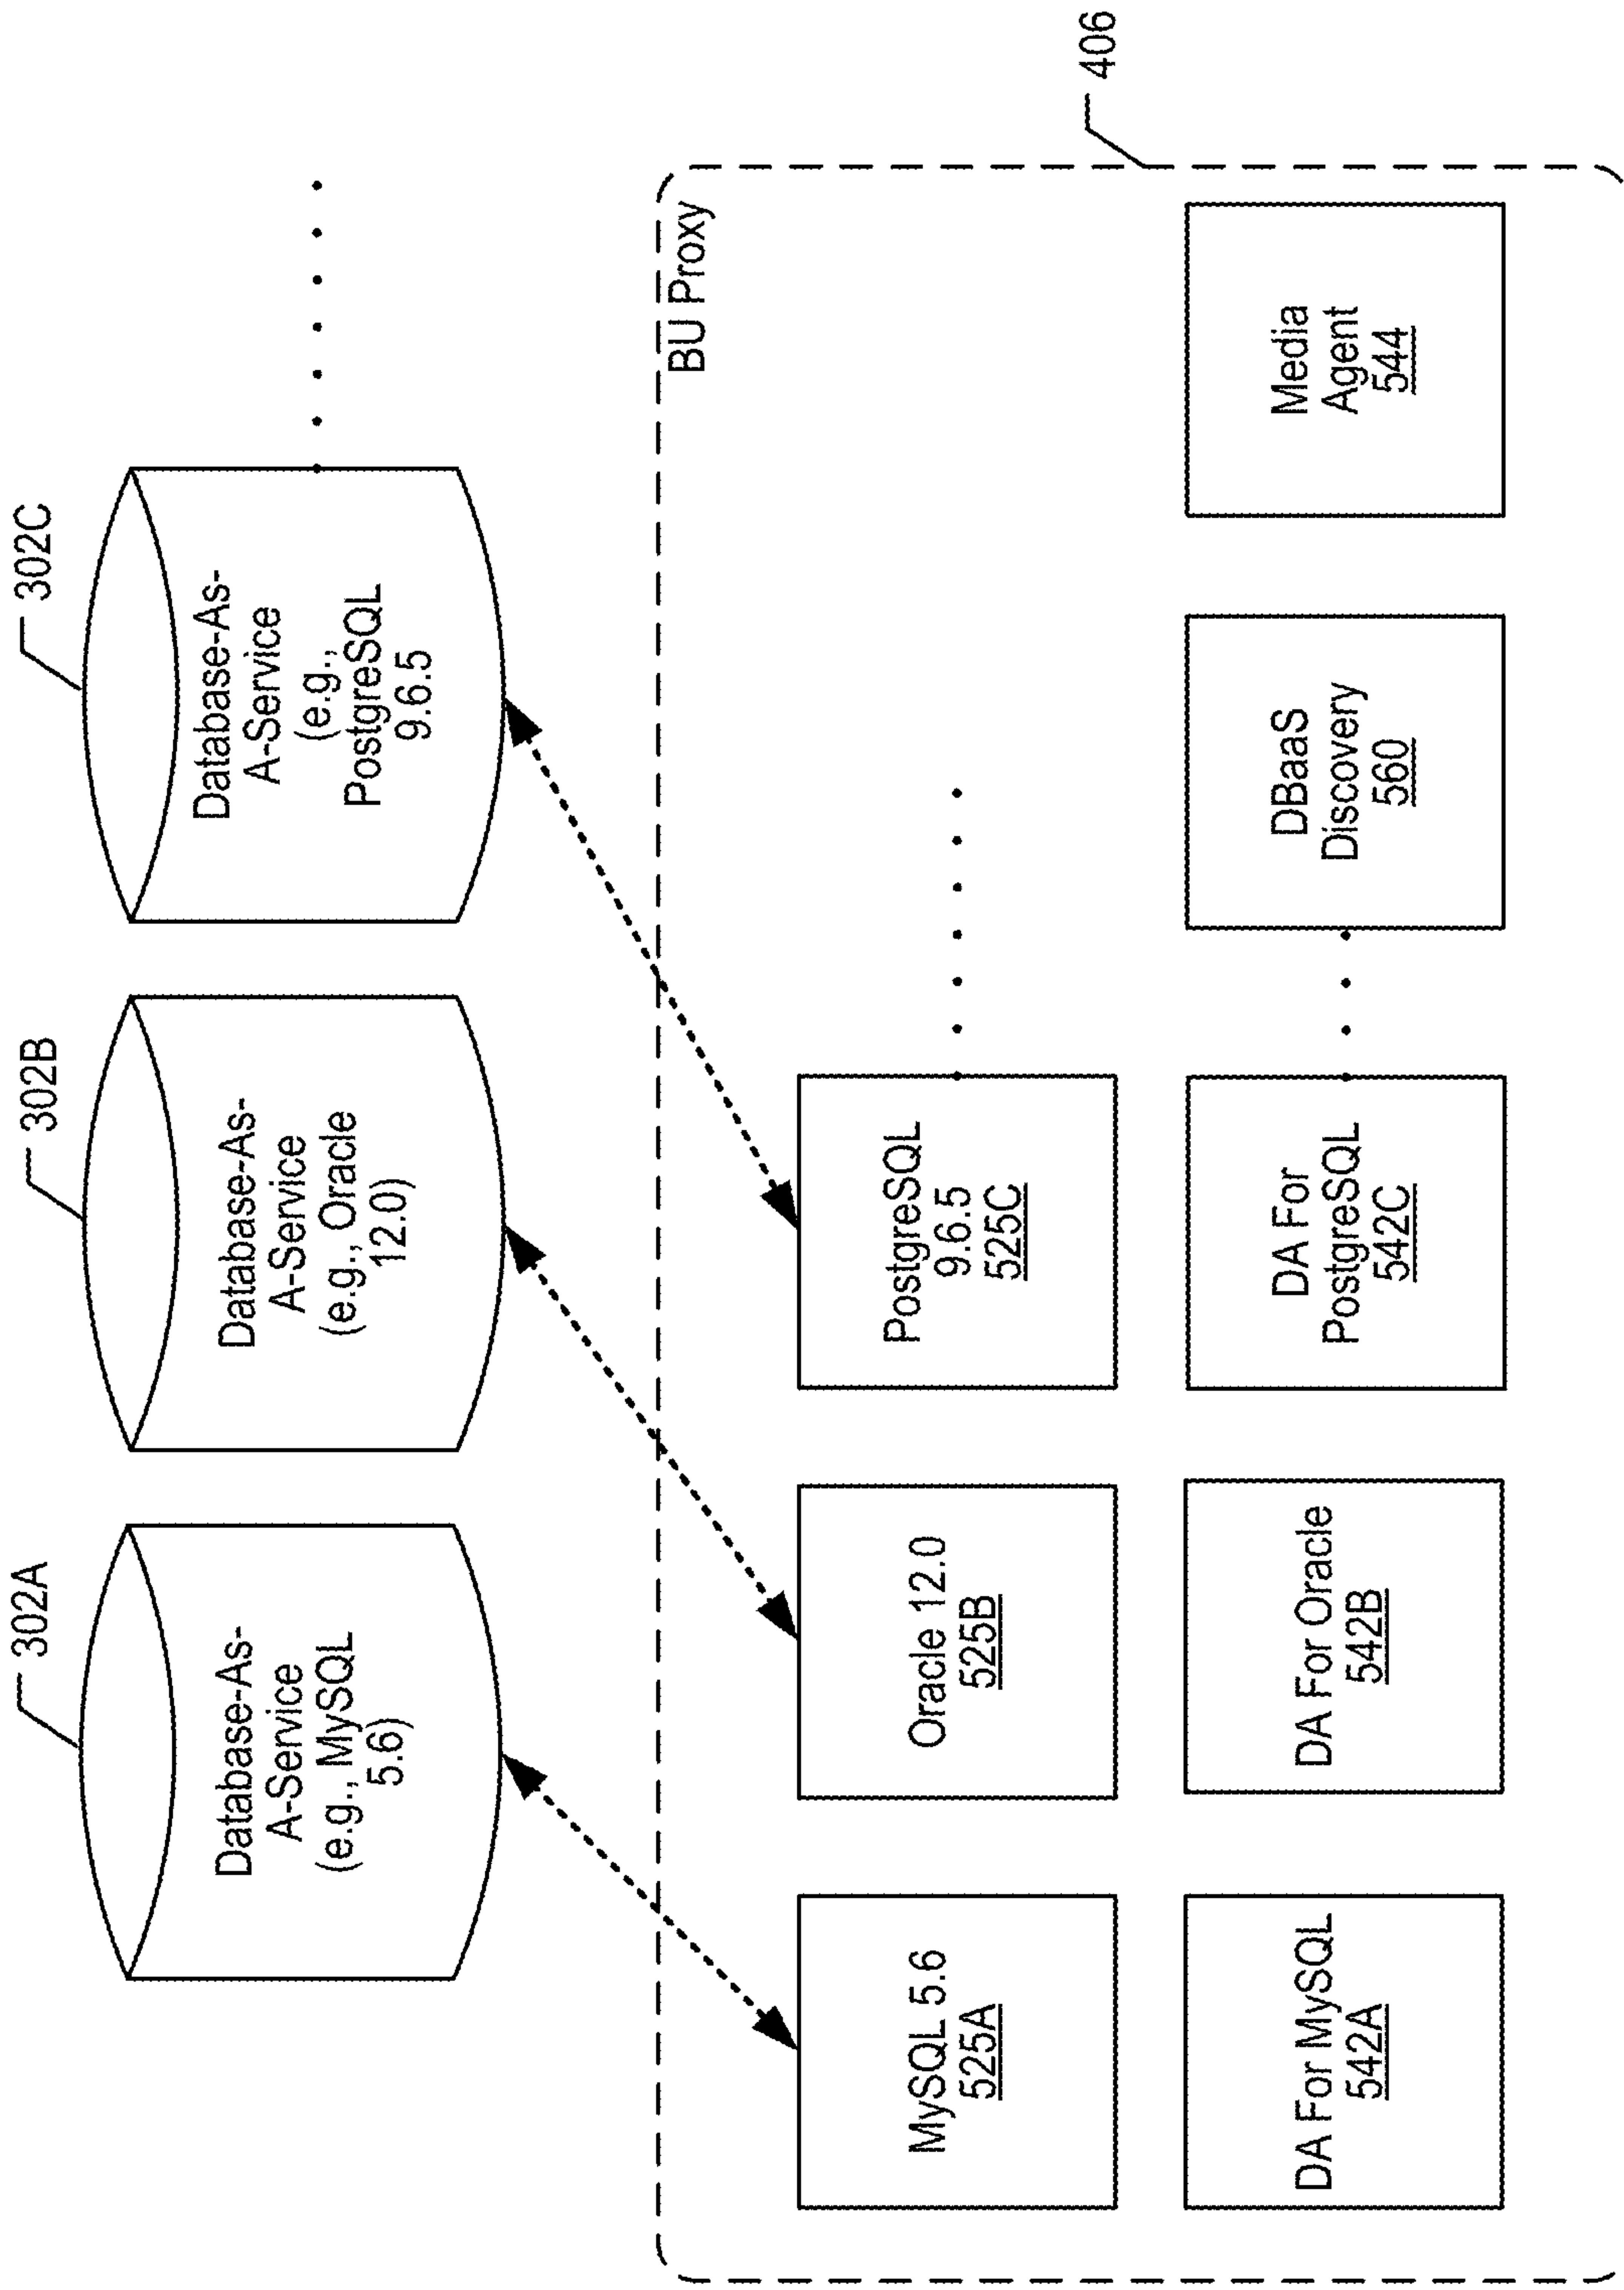 302A
302B
302C
Database-As-
A-Service
(e.g., MySQL
5.6)
Database-As-
A-Service
(e.g., Oracle
12.0)
Database-As-
A-Service
(e.g.,
PostgreSQL
9.6.5
BU Proxy
406
MySQL 5.6
525A
Oracle 12.0
525B
PostgreSQL
9.6.5
525C
DA For MySQL
542A
DA For Oracle
542B
DA For
PostgreSQL
542C
DBaaS
Discovery
560
Media
Agent
544